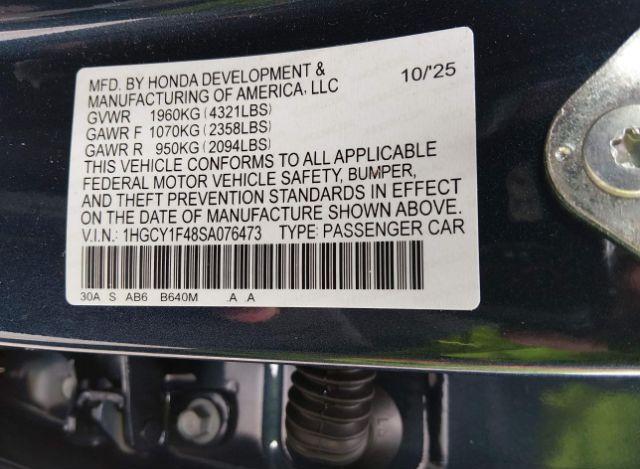 MFD. BY HONDA DEVELOPMENT & 10/'25
MANUFACTURING OF AMERICA, LLC
GVWR 1960KG (4321LBS)
GAWR F 1070KG (2358LBS)
GAWR R 950KG (2094LBS)
THIS VEHICLE CONFORMS TO ALL APPLICABLE
FEDERAL MOTOR VEHICLE SAFETY, BUMPER,
AND THEFT PREVENTION STANDARDS IN EFFECT
ON THE DATE OF MANUFACTURE SHOWN ABOVE.
V.I.N.: 1HGCY1F48SA076473 TYPE: PASSENGER CAR
30A S AB6 B640M .A A